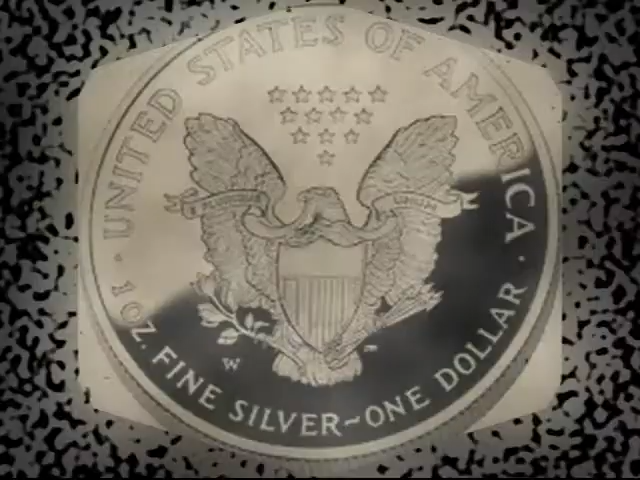 UNITED STATES OF AMERICA
1 OZ. FINE SILVER~ONE DOLLAR
W